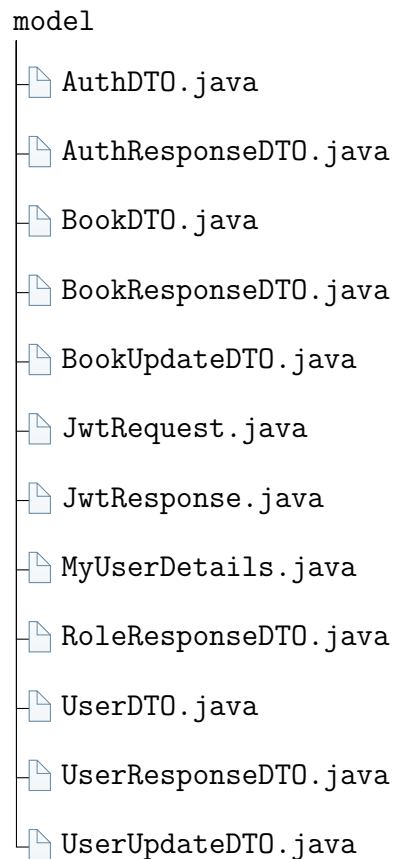 model
AuthDTO.java
AuthResponseDTO.java
BookDTO.java
BookResponseDTO.java
BookUpdateDTO.java
JwtRequest.java
JwtResponse.java
MyUserDetails.java
RoleResponseDTO.java
UserDTO.java
UserResponseDTO.java
UserUpdateDTO.java